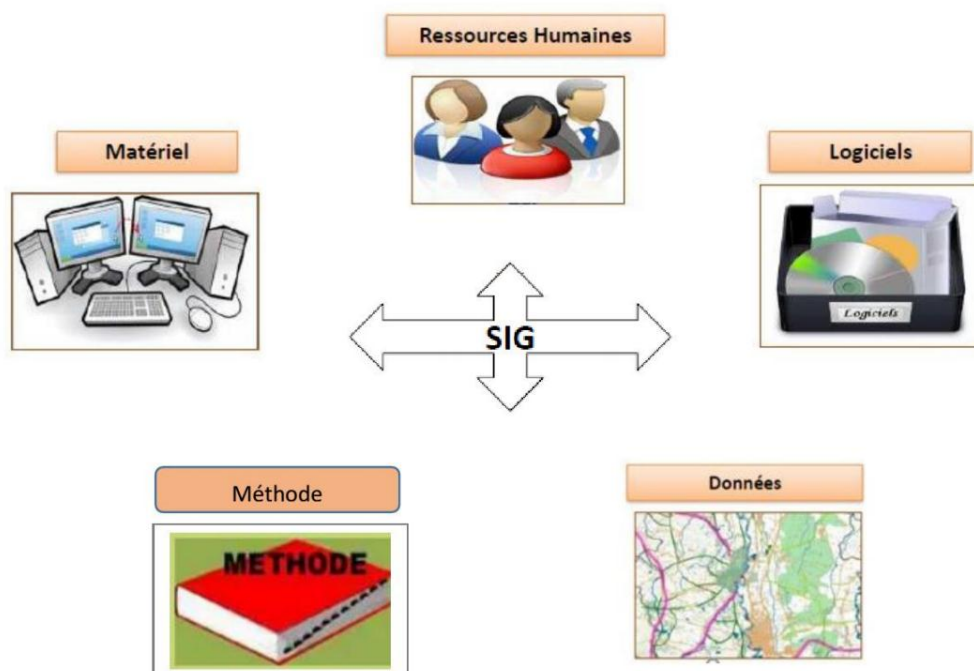 Ressources Humaines
Matériel
Logiciels
Logiciels
SIG
Méthode
METHODE
Données